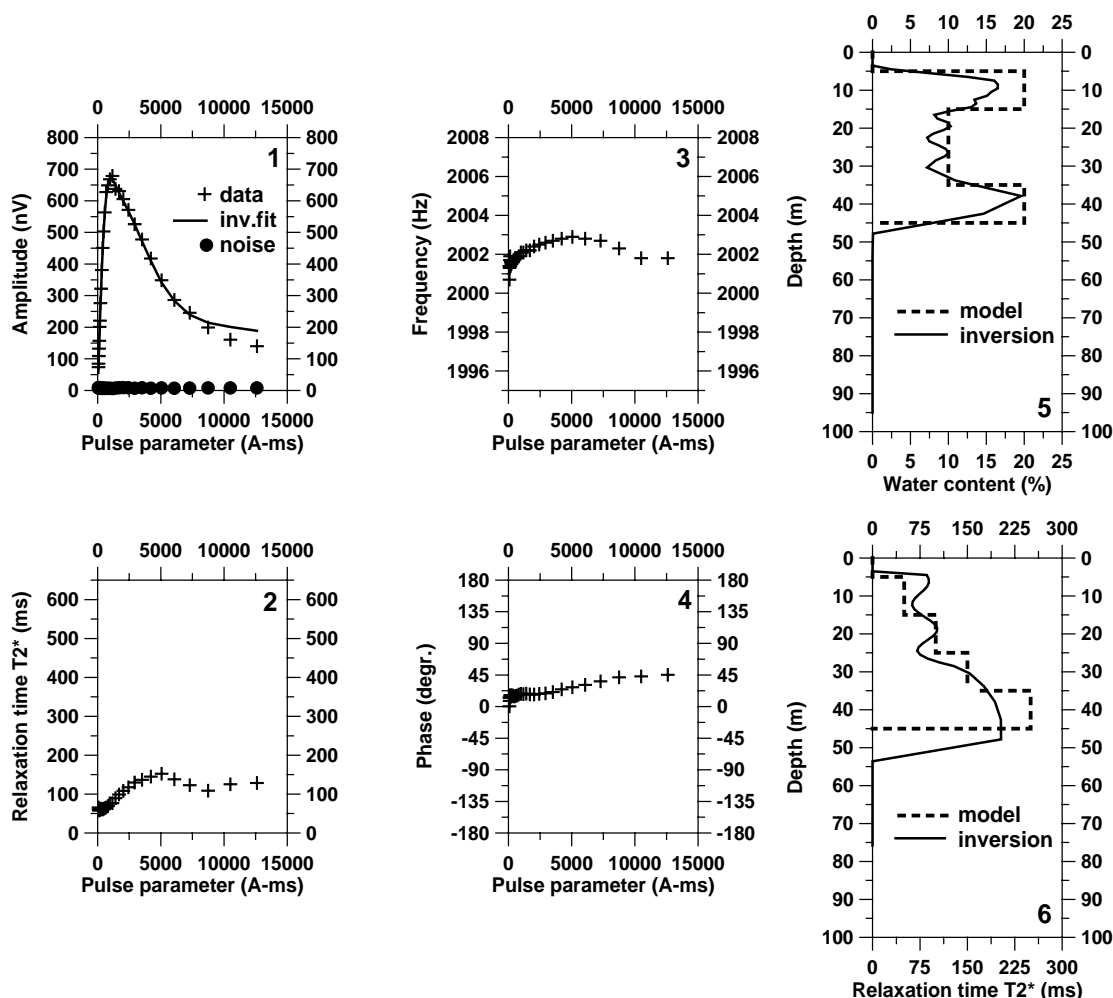 0 5000 10000 15000
800 800
700 700
600 600
500 500
400 400
300 300
200 200
100 100
0 0
0 5000 10000 15000
Amplitude (nV)
Pulse parameter (A-ms)
1
data
inv.fit
noise
0 5000 10000 15000
2008 2008
2006 2006
2004 2004
2002 2002
2000 2000
1998 1998
1996 1996
0 5000 10000 15000
Frequency (Hz)
Pulse parameter (A-ms)
3
0 5 10 15 20 25
0 0
10 10
20 20
30 30
40 40
50 50
60 60
70 70
80 80
90 90
100 100
0 5 10 15 20 25
Depth (m)
Water content (%)
model
inversion
5
0 5000 10000 15000
600 600
500 500
400 400
300 300
200 200
100 100
0 0
0 5000 10000 15000
Relaxation time T2* (ms)
Pulse parameter (A-ms)
2
0 5000 10000 15000
180 180
135 135
90 90
45 45
0 0
-45 -45
-90 -90
-135 -135
-180 -180
0 5000 10000 15000
Phase (degr.)
Pulse parameter (A-ms)
4
0 75 150 225 300
0 0
10 10
20 20
30 30
40 40
50 50
60 60
70 70
80 80
90 90
100 100
0 75 150 225 300
Depth (m)
Relaxation time T2* (ms)
model
inversion
6